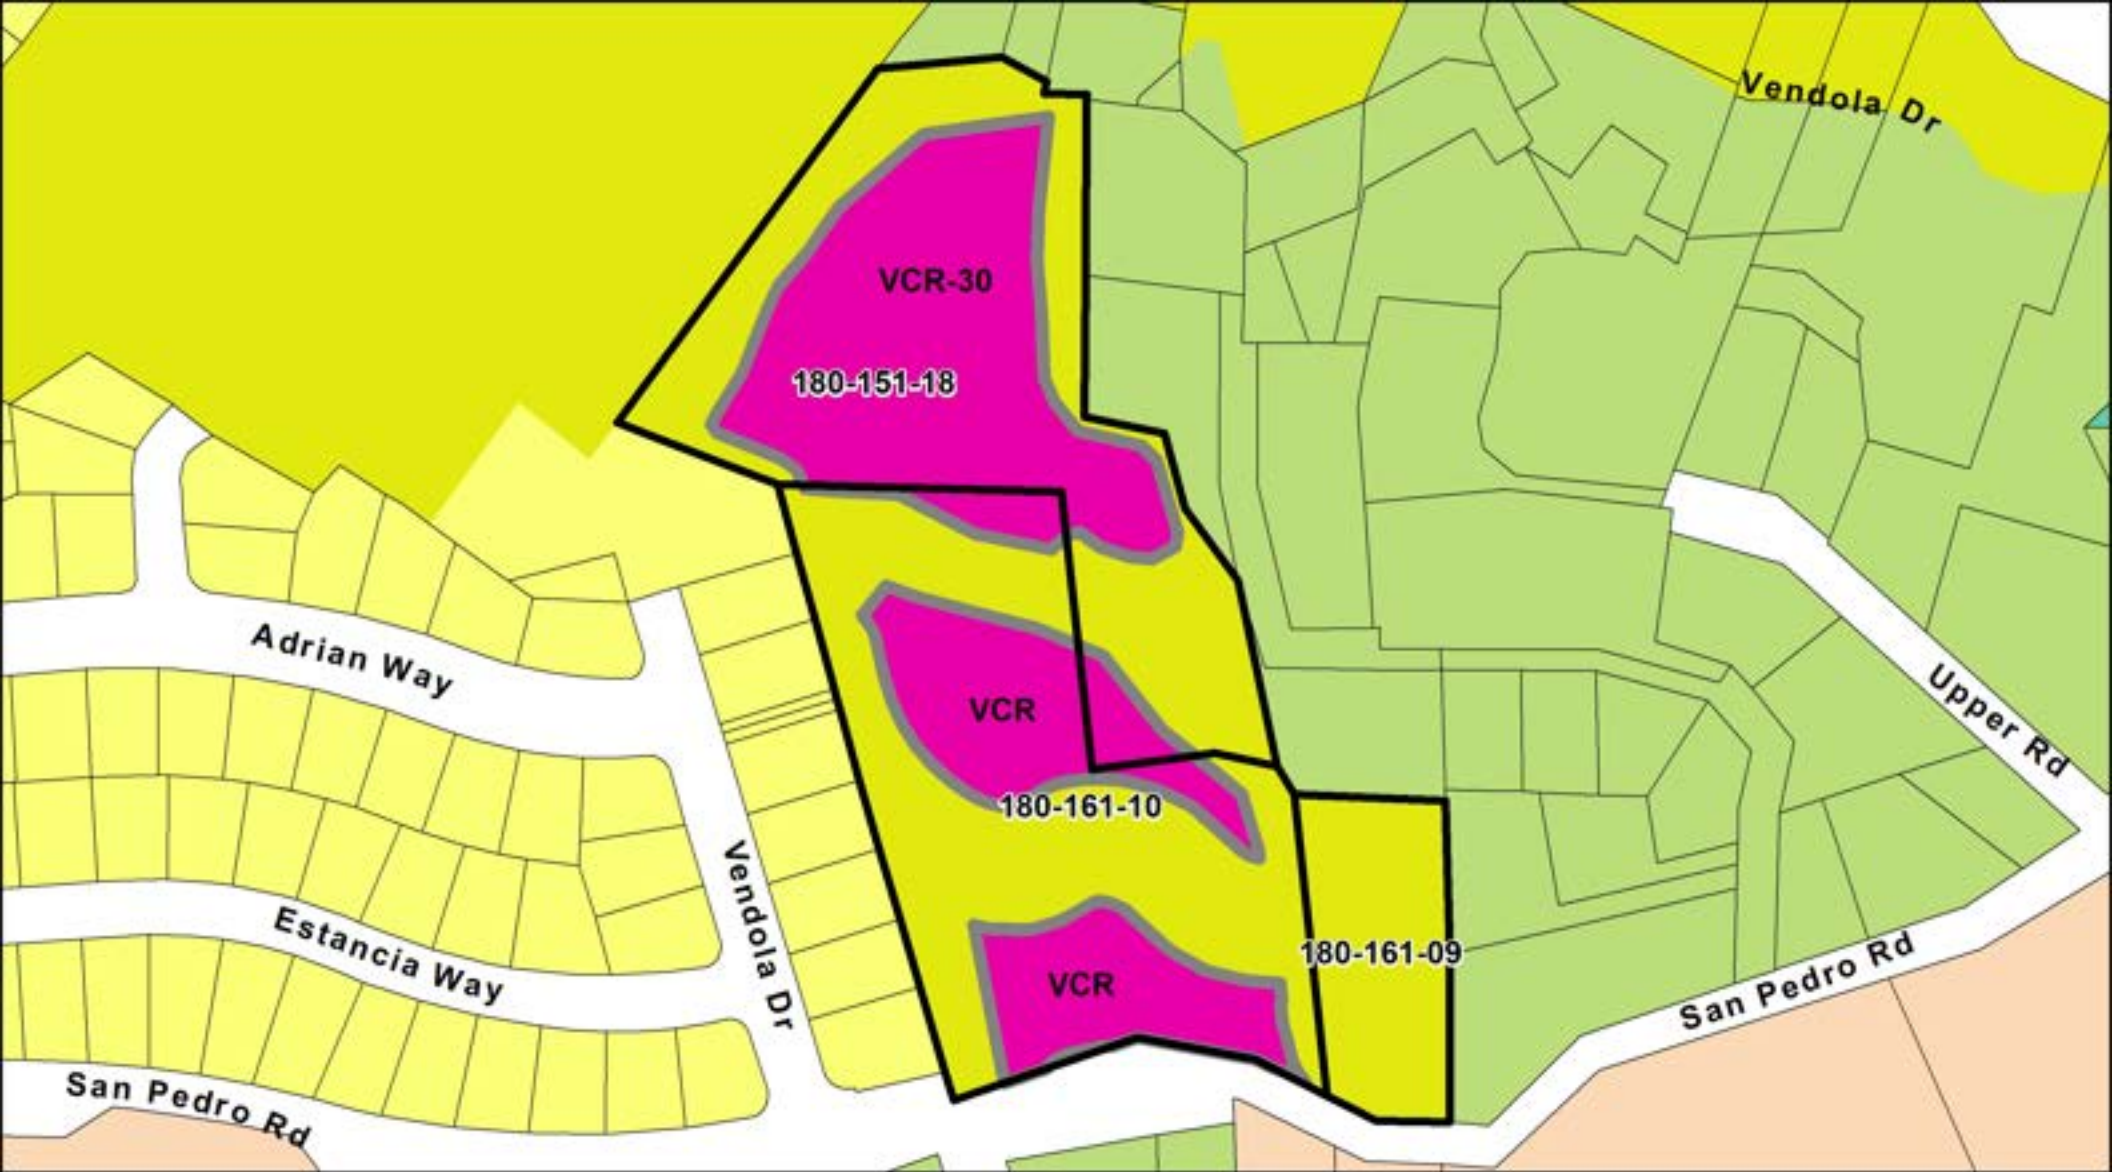 Vendola Dr
VCR-30
180-151-18
Adrian Way
Upper Rd
VCR
180-161-10
Vendola Dr
Estancia Way
180-161-09
VCR
San Pedro Rd
San Pedro Rd